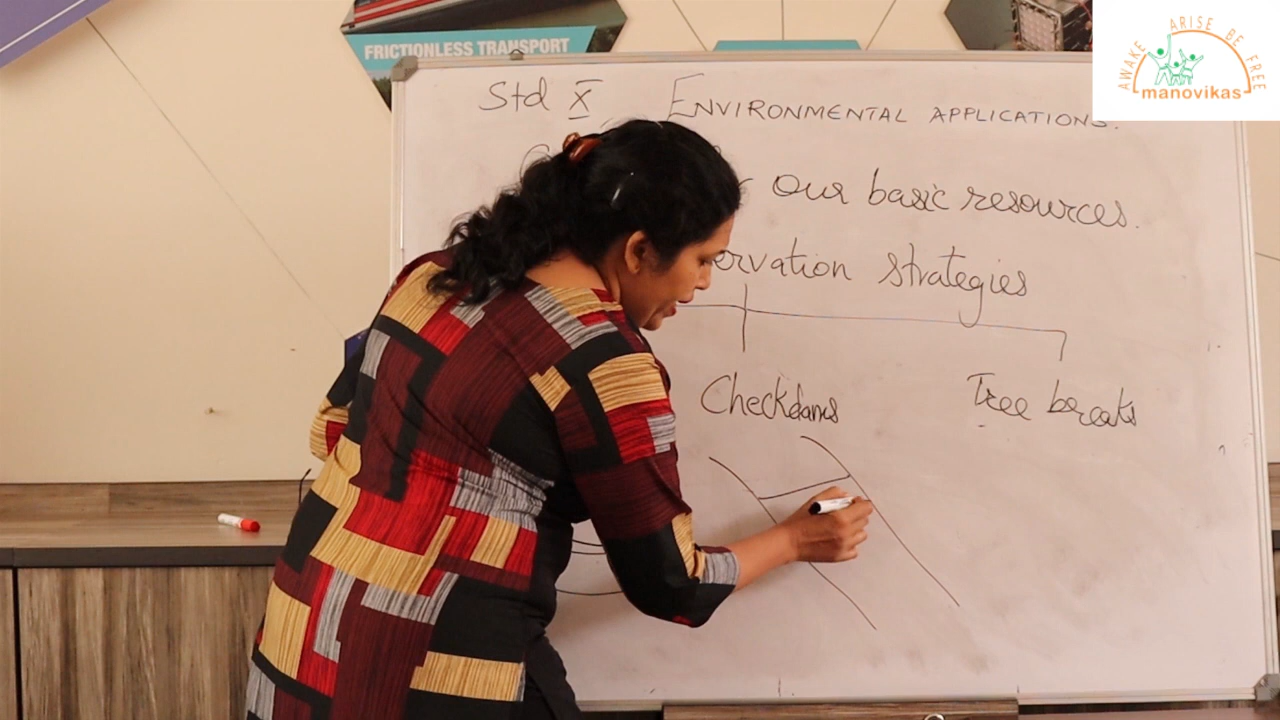 FRICTIONLESS TRANSPORT
AWAKE ARISE BE FREE
manovikas
Std X ENVIRONMENTAL APPLICATIONS.
our basic resources.
ervation strategies
Checkdams
Tree breaks